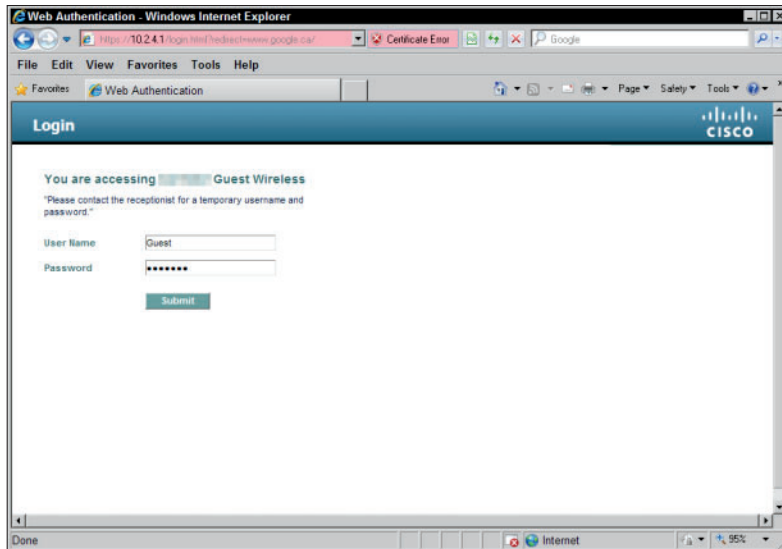 Web Authentication - Windows Internet Explorer
https://10.2.4.1/login.html?redirect=www.google.ca/
Certificate Error
Google
File Edit View Favorites Tools Help
Favorites Web Authentication Page Safety Tools
Login
CISCO
You are accessing Guest Wireless
"Please contact the receptionist for a temporary username and
password."
User Name Guest
Password •••••••
Submit
Done Internet 95%